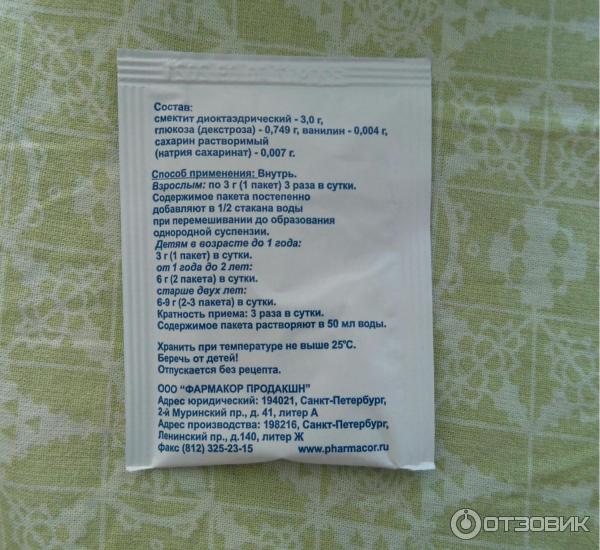 Состав:
смектит диоктаэдрический - 3,0 г,
глюкоза (декстроза) - 0,749 г, ванилин - 0,004 г,
сахарин растворимый
(натрия сахаринат) - 0,007 г.
Способ применения: Внутрь.
Взрослым: по 3 г (1 пакет) 3 раза в сутки.
Содержимое пакета постепенно
добавляют в 1/2 стакана воды
при перемешивании до образования
однородной суспензии.
Детям в возрасте до 1 года:
3 г (1 пакет) в сутки.
от 1 года до 2 лет:
6 г (2 пакета) в сутки.
старше двух лет:
6-9 г (2-3 пакета) в сутки.
Кратность приема: 3 раза в сутки.
Содержимое пакета растворяют в 50 мл воды.
Хранить при температуре не выше 25°С.
Беречь от детей!
Отпускается без рецепта.
ООО "ФАРМАКОР ПРОДАКШН"
Адрес юридический: 194021, Санкт-Петербург,
2-й Муринский пр., д. 41, литер А
Адрес производства: 198216, Санкт-Петербург,
Ленинский пр., д.140, литер Ж
факс (812) 325-23-15 www.pharmacor.ru
ОТЗОВИК